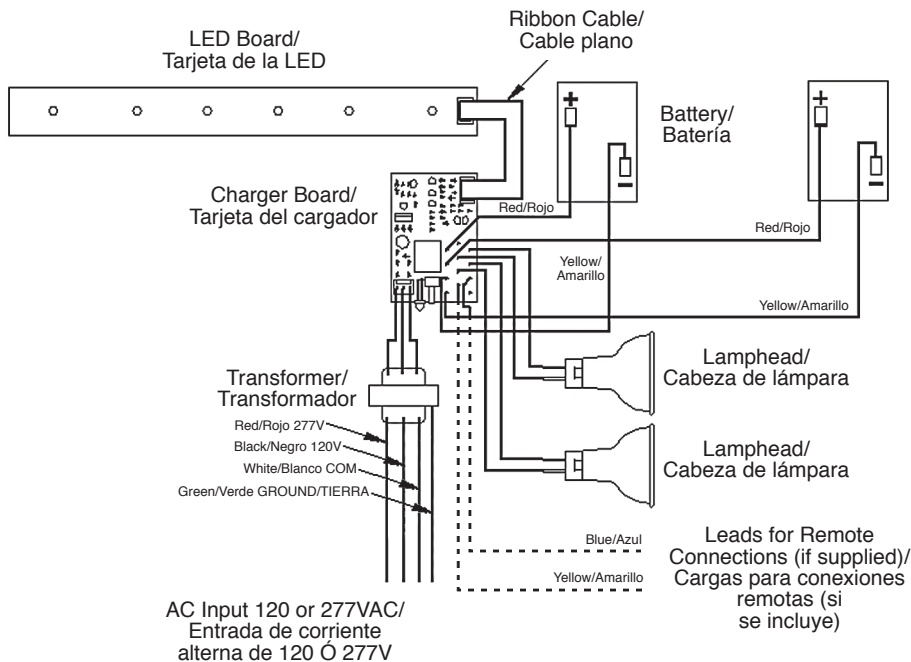 Ribbon Cable/
Cable plano
LED Board/
Tarjeta de la LED
Battery/
Batería
+
+
Charger Board/
Tarjeta del cargador
Red/Rojo
Red/Rojo
Yellow/
Amarillo
Yellow/Amarillo
Transformer/
Transformador
Lamphead/
Cabeza de lámpara
Red/Rojo 277V
Black/Negro 120V
White/Blanco COM
Green/Verde GROUND/TIERRA
Lamphead/
Cabeza de lámpara
Blue/Azul
Yellow/Amarillo
Leads for Remote
Connections (if supplied)/
Cargas para conexiones
remotas (si
se incluye)
AC Input 120 or 277VAC/
Entrada de corriente
alterna de 120 Ó 277V